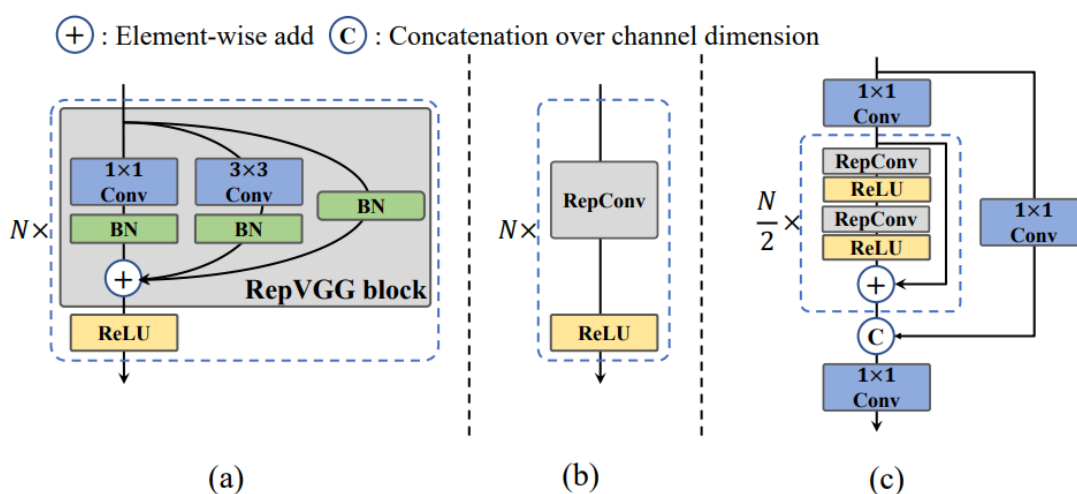 + : Element-wise add C : Concatenation over channel dimension
1×1
Conv
BN
3×3
Conv
BN
BN
+
N×
RepVGG block
ReLU
(a)
RepConv
N×
ReLU
(b)
1×1
Conv
RepConv
ReLU
RepConv
ReLU
N/2 ×
+
1×1
Conv
C
1×1
Conv
(c)